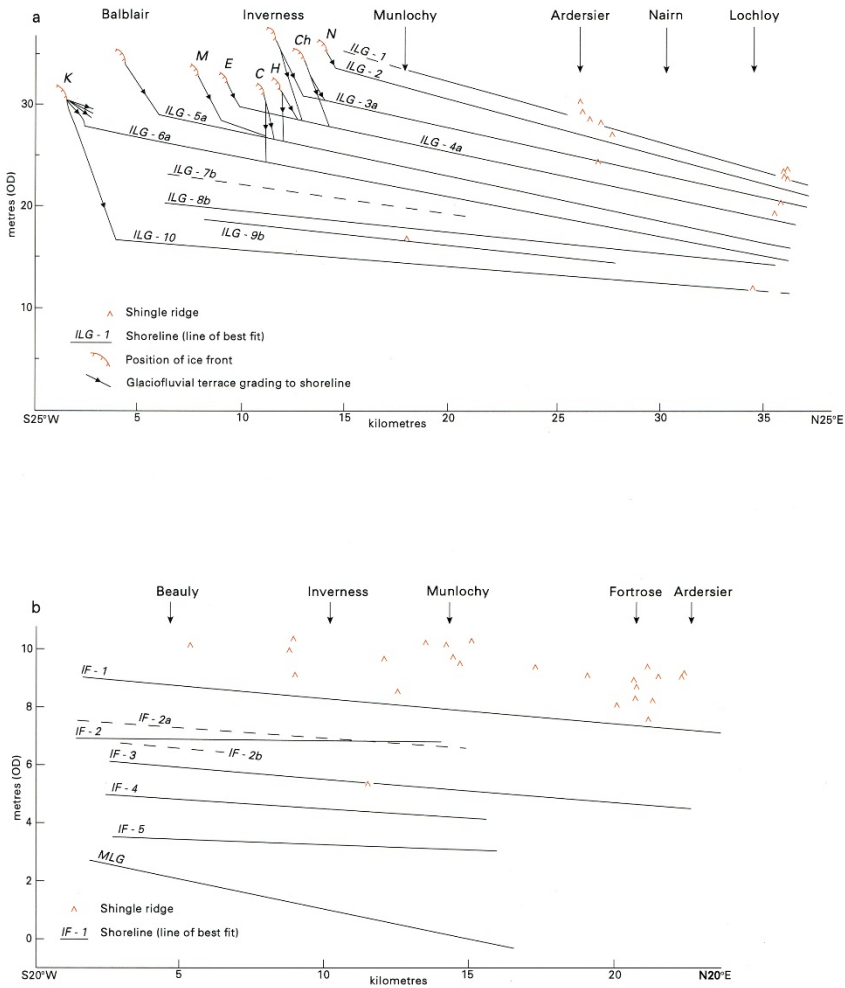 a
Balblair
Inverness
Munlochy
Ardersier
Nairn
Lochloy
K
M
E
C
H
Ch
N
ILG - 1
ILG - 2
ILG - 3a
ILG - 4a
ILG - 5a
ILG - 6a
ILG - 7b
ILG - 8b
ILG - 9b
ILG - 10
metres (OD)
30
20
10
Shingle ridge
ILG - 1 Shoreline (line of best fit)
Position of ice front
Glaciofluvial terrace grading to shoreline
S25°W 5 10 15 20 25 30 35 N25°E
kilometres
b
Beauly
Inverness
Munlochy
Fortrose
Ardersier
metres (OD)
10
8
6
4
2
0
IF - 1
IF - 2a
IF - 2
IF - 2b
IF - 3
IF - 4
IF - 5
MLG
Shingle ridge
IF - 1 Shoreline (line of best fit)
S20°W 5 10 15 20 N20°E
kilometres